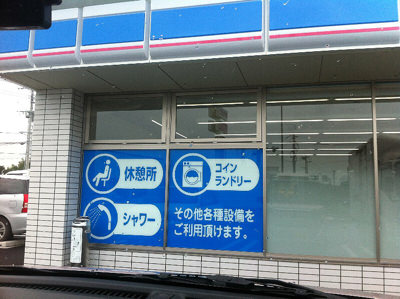 休憩所
シャワー
コイン
ランドリー
その他各種設備を
ご利用頂けます。